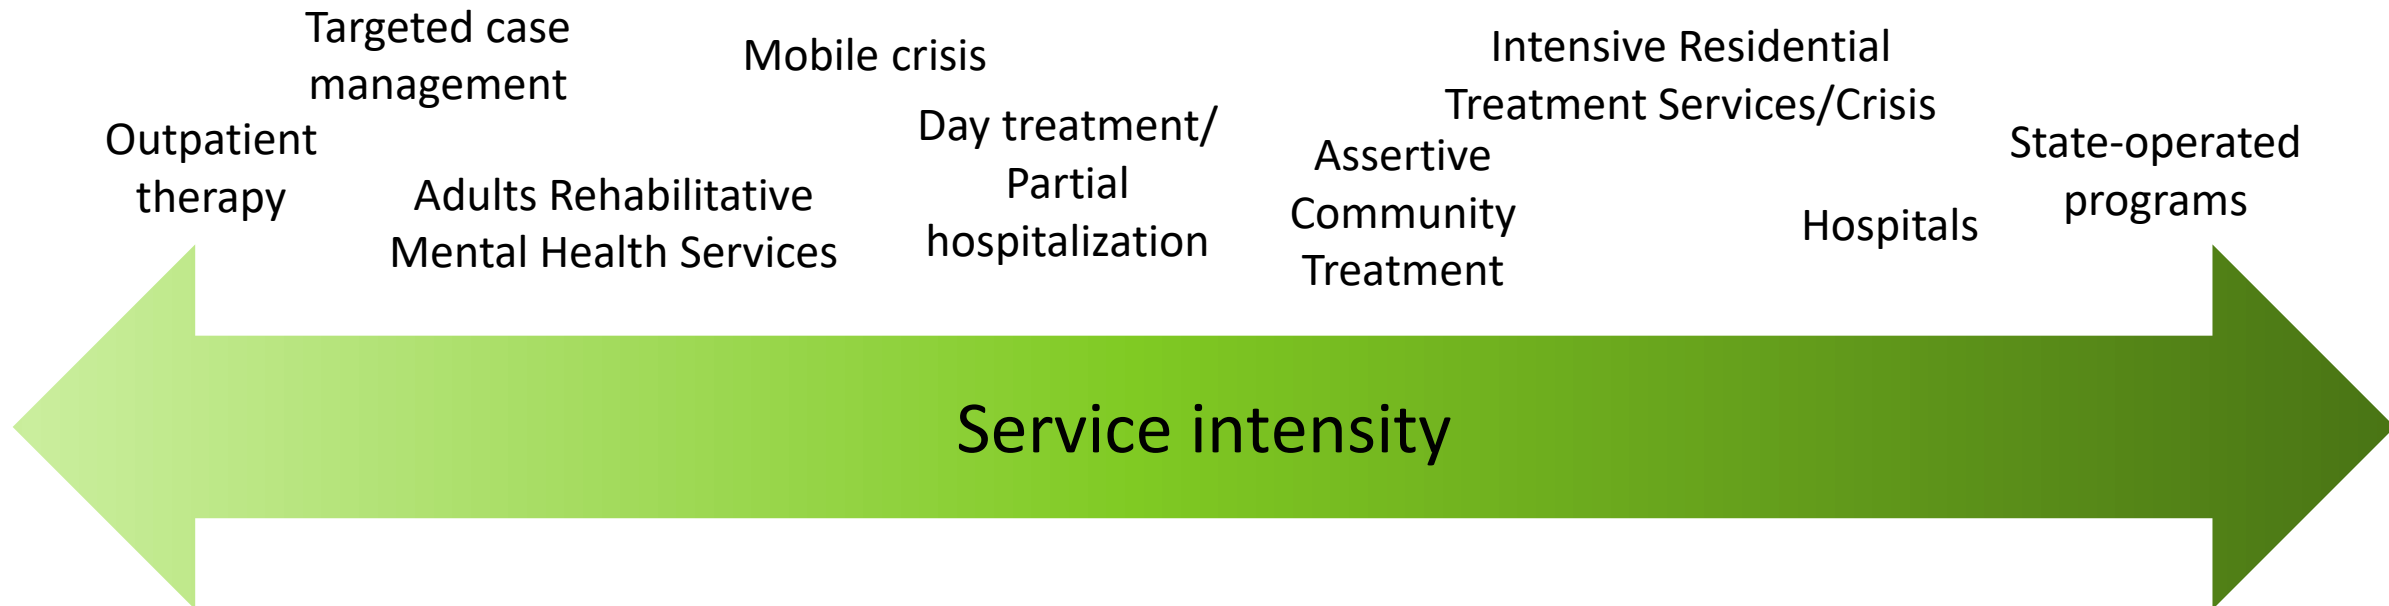 Outpatient
therapy
Targeted case
management
Adults Rehabilitative
Mental Health Services
Mobile crisis
Day treatment/
Partial
hospitalization
Assertive
Community
Treatment
Intensive Residential
Treatment Services/Crisis
Hospitals
State-operated
programs
Service intensity